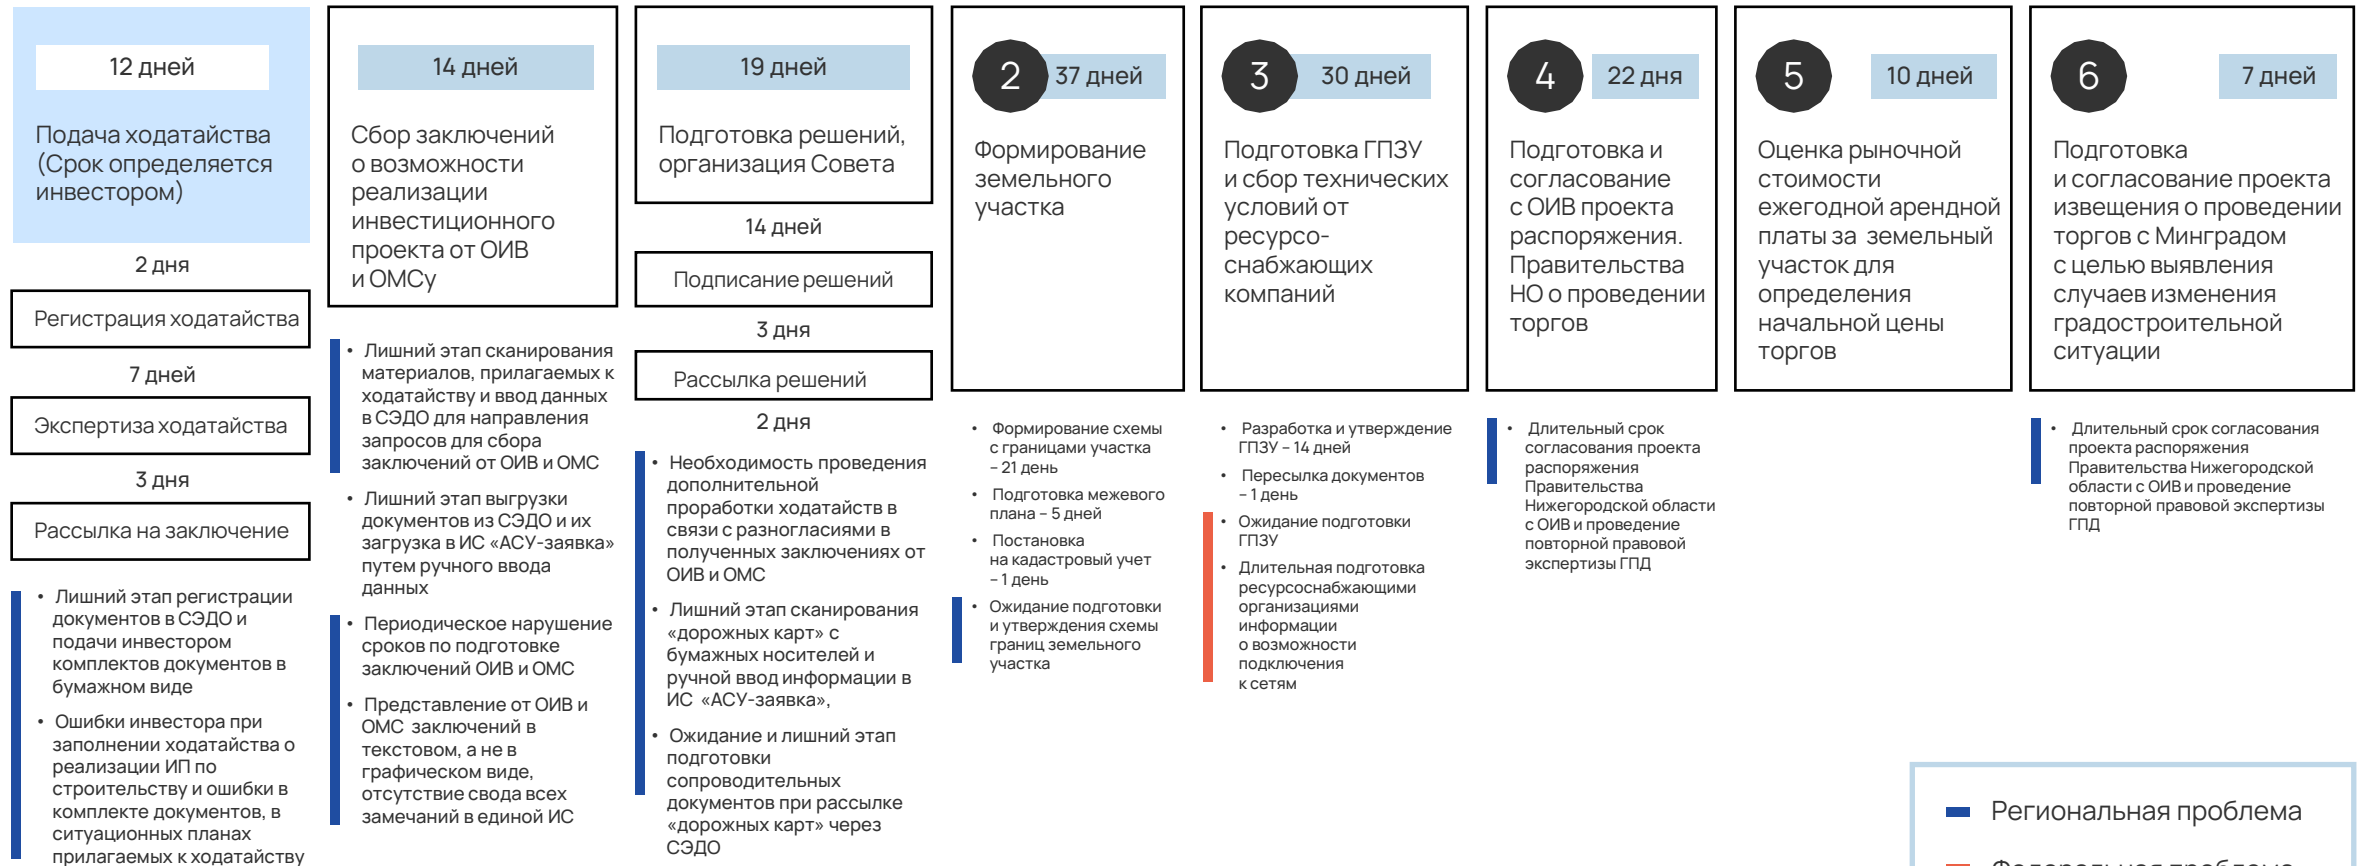 12 дней
Подача ходатайства
(Срок определяется
инвестором)
2 дня
Регистрация ходатайства
7 дней
Экспертиза ходатайства
3 дня
Рассылка на заключение
• Лишний этап регистрации
документов в СЭДО и
подачи инвестором
комплектов документов в
бумажном виде
• Ошибки инвестора при
заполнении ходатайства о
реализации ИП по
строительству и ошибки в
комплекте документов, в
ситуационных планах
прилагаемых к ходатайству
14 дней
Сбор заключений
о возможности
реализации
инвестиционного
проекта от ОИВ
и ОМСу
• Лишний этап сканирования
материалов, прилагаемых к
ходатайству и ввод данных
в СЭДО для направления
запросов для сбора
заключений от ОИВ и ОМС
• Лишний этап выгрузки
документов из СЭДО и их
загрузка в ИС «АСУ-заявка»
путем ручного ввода
данных
• Периодическое нарушение
сроков по подготовке
заключений ОИВ и ОМС
• Представление от ОИВ и
ОМС заключений в
текстовом, а не в
графическом виде,
отсутствие свода всех
замечаний в единой ИС
19 дней
Подготовка решений,
организация Совета
14 дней
Подписание решений
3 дня
Рассылка решений
2 дня
• Необходимость проведения
дополнительной
проработки ходатайств в
связи с разногласиями в
полученных заключениях от
ОИВ и ОМС
• Лишний этап сканирования
«дорожных карт» с
бумажных носителей и
ручной ввод информации в
ИС «АСУ-заявка»,
• Ожидание и лишний этап
подготовки
сопроводительных
документов при рассылке
«дорожных карт» через
СЭДО
2
37 дней
Формирование
земельного
участка
• Формирование схемы
с границами участка
– 21 день
• Подготовка межевого
плана – 5 дней
• Постановка
на кадастровый учет
– 1 день
• Ожидание подготовки
и утверждения схемы
границ земельного
участка
3
30 дней
Подготовка ГПЗУ
и сбор технических
условий от
ресурсо-
снабжающих
компаний
• Разработка и утверждение
ГПЗУ – 14 дней
• Пересылка документов
– 1 день
• Ожидание подготовки
ГПЗУ
• Длительная подготовка
ресурсоснабжающими
организациями
информации
о возможности
подключения
к сетям
4
22 дня
Подготовка и
согласование
с ОИВ проекта
распоряжения.
Правительства
НО о проведении
торгов
• Длительный срок
согласования проекта
распоряжения
Правительства
Нижегородской области
с ОИВ и проведение
повторной правовой
экспертизы ГПД
5
10 дней
Оценка рыночной
стоимости
ежегодной арендной
платы за земельный
участок для
определения
начальной цены
торгов
6
7 дней
Подготовка
и согласование проекта
извещения о проведении
торгов с Минградом
с целью выявления
случаев изменения
градостроительной
ситуации
• Длительный срок согласования
проекта распоряжения
Правительства Нижегородской
области с ОИВ и проведение
повторной правовой экспертизы
ГПД
Региональная проблема
Федеральная проблема